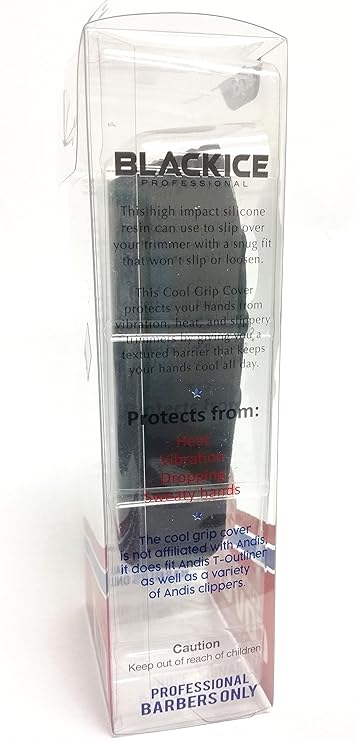 BLACKICE
PROFESSIONAL
This high impact silicone
resin can use to slip over
your trimmer with a snug fit
that won't slip or loosen.
This Cool Grip Cover
protects your hands from
vibration, heat, and slippery
trimmers by giving you a
textured barrier that keeps
your hands cool all day.
Protects from:
Heat
Vibration
Dropping
Sweaty hands
The cool grip cover
is not affiliated with Andis,
it does fit Andis T-Outliner
as well as a variety
of Andis clippers.
Caution
Keep out of reach of children
PROFESSIONAL
BARBERS ONLY